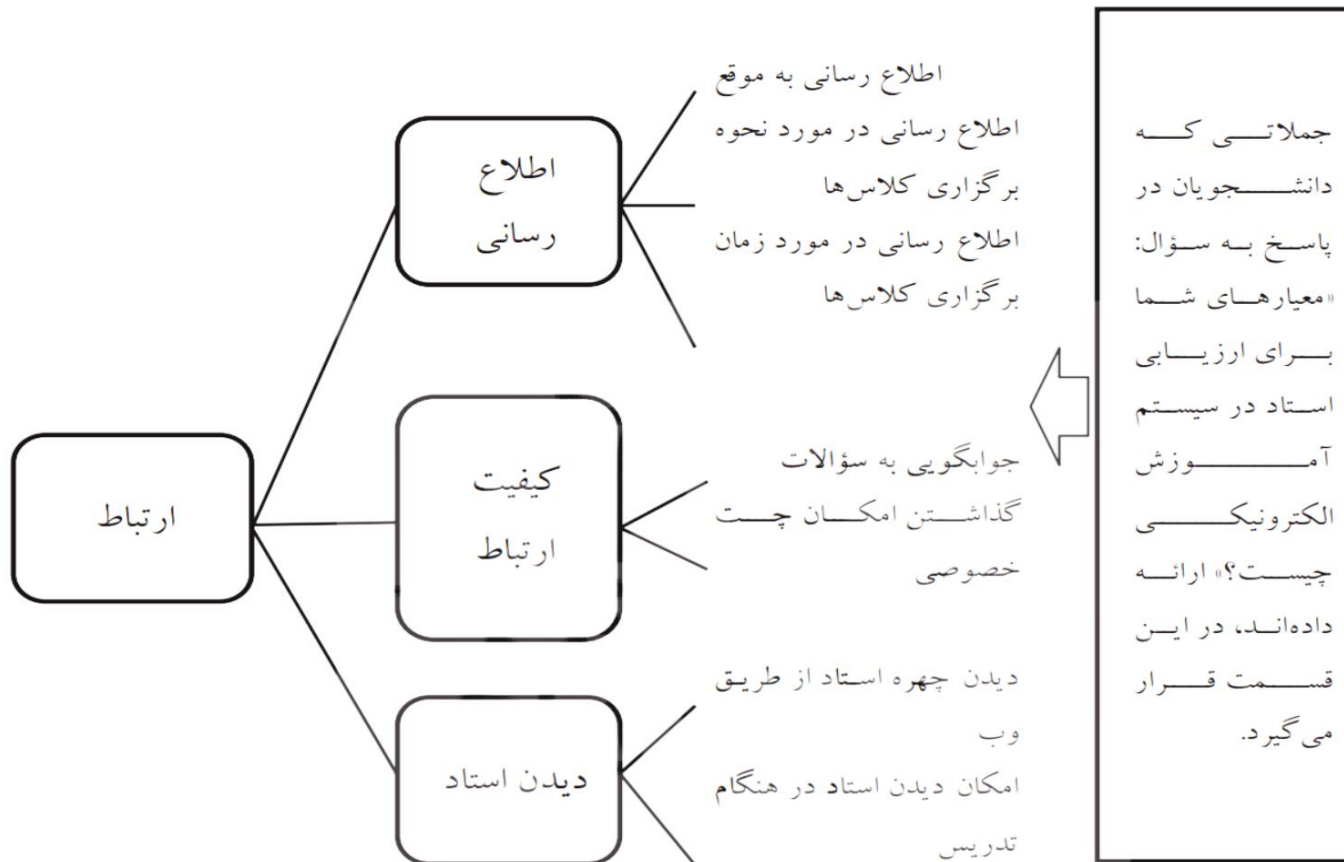 جملاتی که
دانشجویان در
پاسخ به سؤال:
«معیارهای شما
برای ارزیابی
استاد در سیستم
آموزش
الکترونیکی
چیست؟» ارائه
داده‌اند، در این
قسمت قرار
می‌گیرد.
اطلاع رسانی به موقع
اطلاع رسانی در مورد نحوه
برگزاری کلاس‌ها
اطلاع رسانی در مورد زمان
برگزاری کلاس‌ها
جوابگویی به سؤالات
گذاشتن امکان چت
خصوصی
دیدن چهره استاد از طریق
وب
امکان دیدن استاد در هنگام
تدریس
اطلاع
رسانی
کیفیت
ارتباط
دیدن استاد
ارتباط